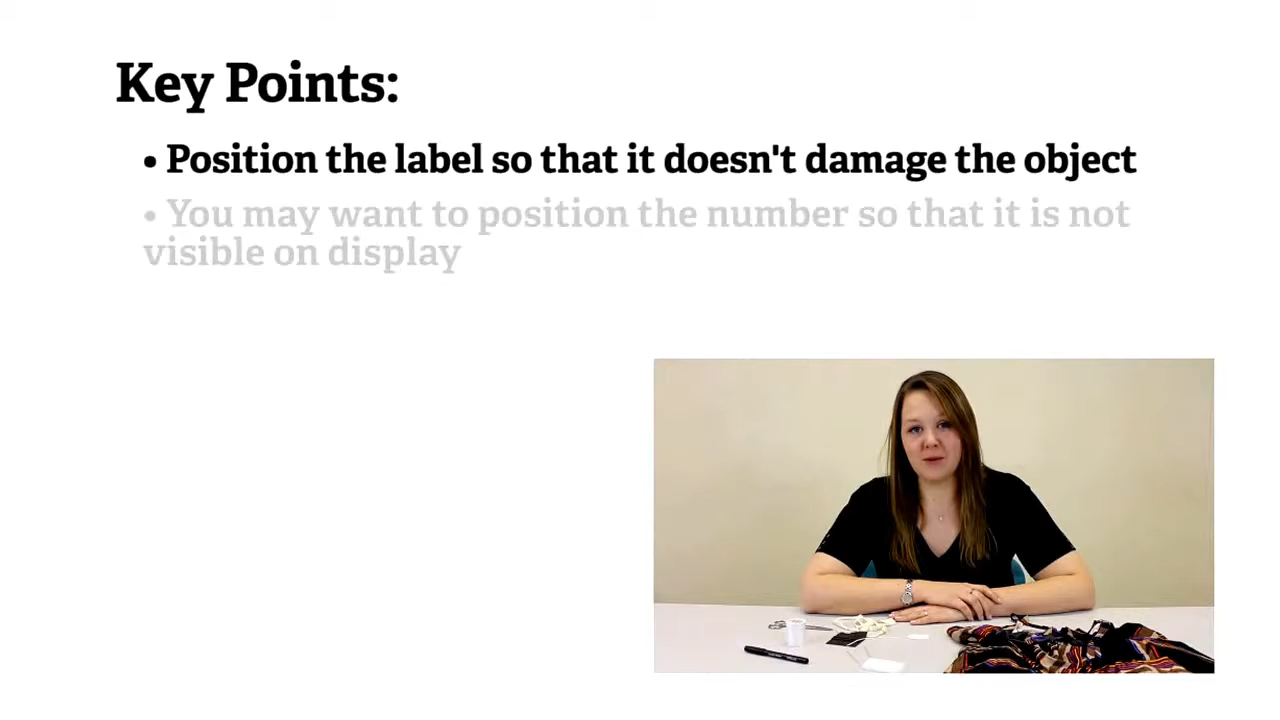 Key Points:
• Position the label so that it doesn't damage the object
• You may want to position the number so that it is not
visible on display